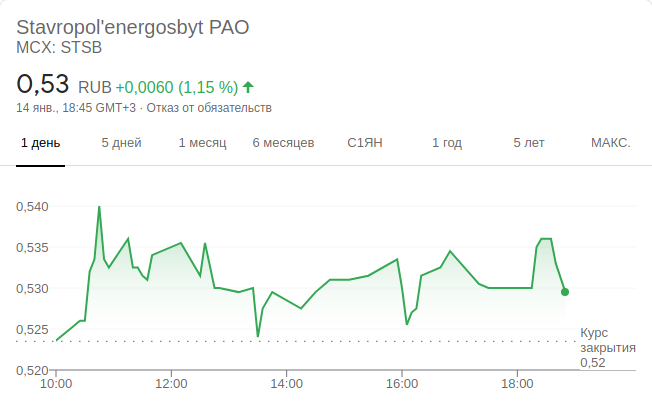 Stavropol'energosbyt PAO
MCX: STSB
0,53 RUB +0,0060 (1,15 %)
14 янв., 18:45 GMT+3 · Отказ от обязательств
1 день 5 дней 1 месяц 6 месяцев С1ЯН 1 год 5 лет МАКС.
0,540
0,535
0,530
0,525
0,520
Курс
закрытия
0,52
10:00 12:00 14:00 16:00 18:00